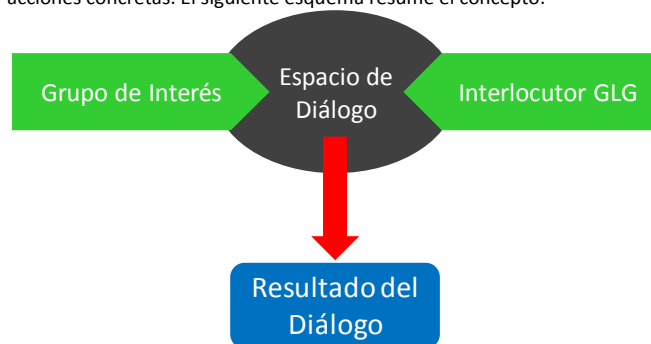 acciones concretas. El siguiente esquema resume el concepto:
Grupo de Interés
Espacio de
Diálogo
Interlocutor GLG
Resultado del
Diálogo